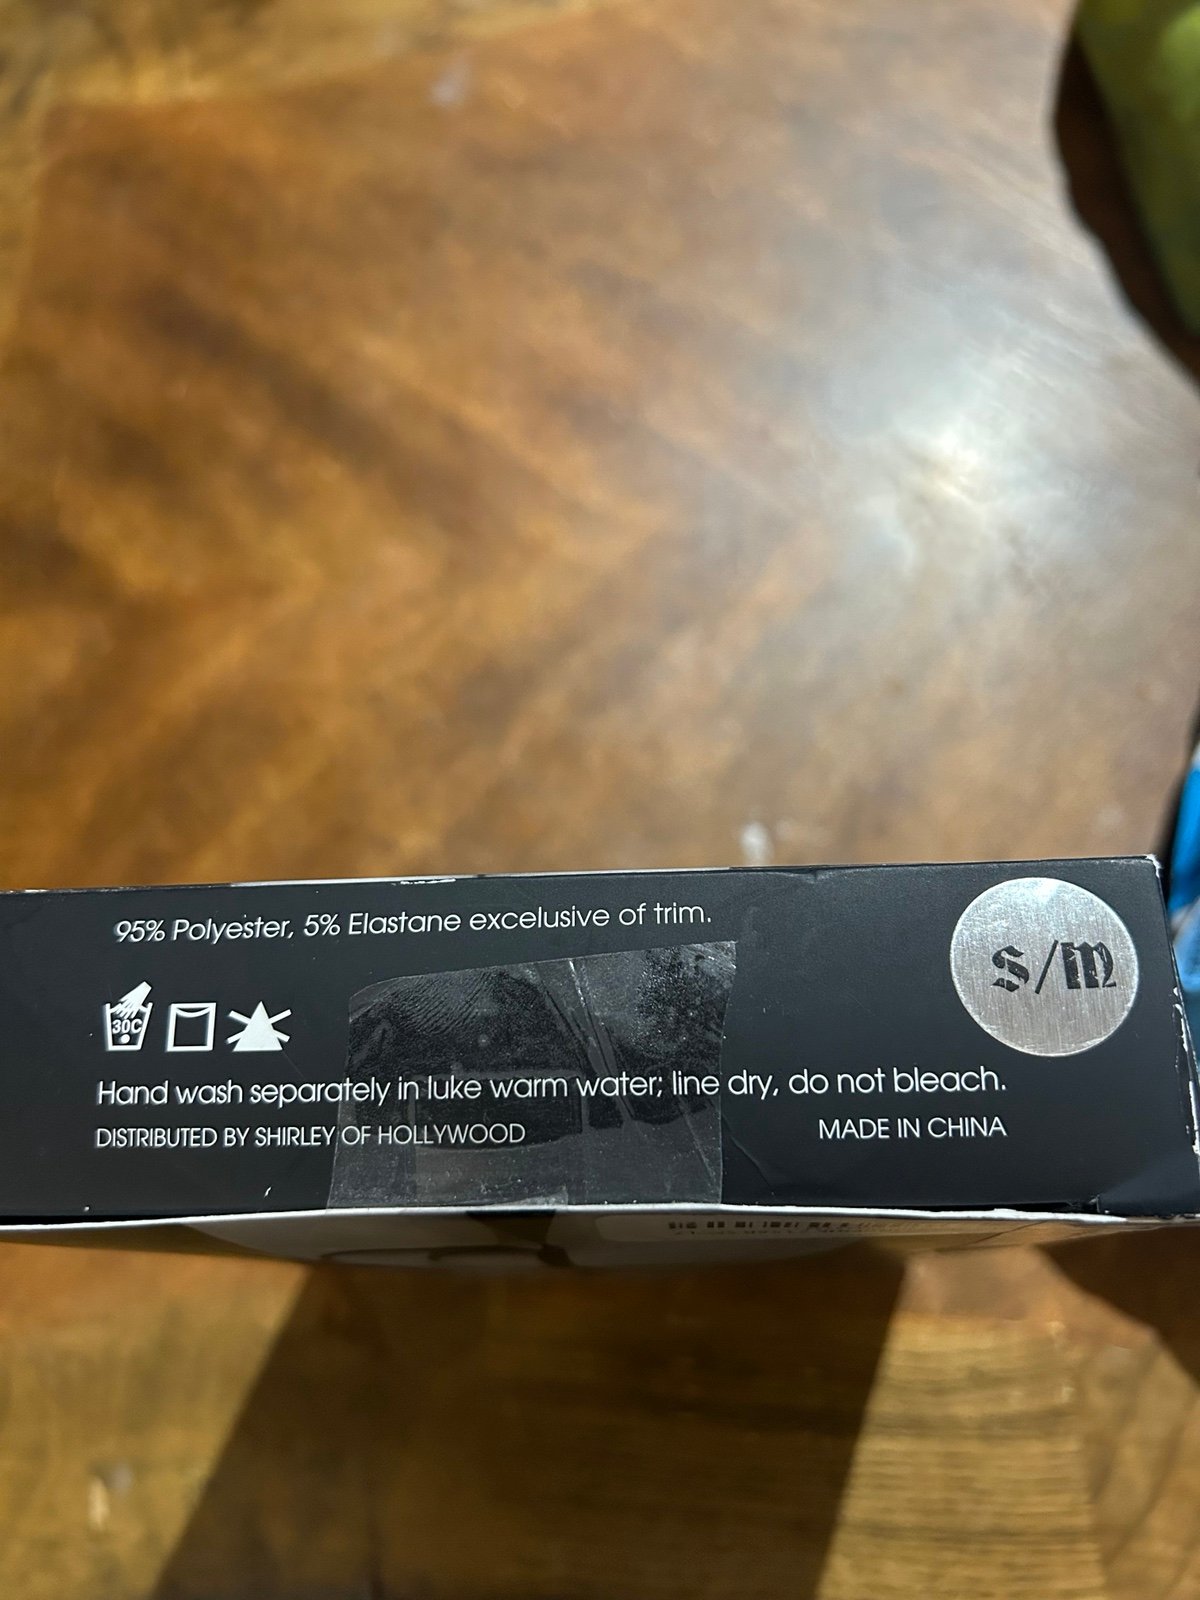 95% Polyester, 5% Elastane excelusive of trim.
S/M
30C
Hand wash separately in luke warm water; line dry, do not bleach.
DISTRIBUTED BY SHIRLEY OF HOLLYWOOD
MADE IN CHINA